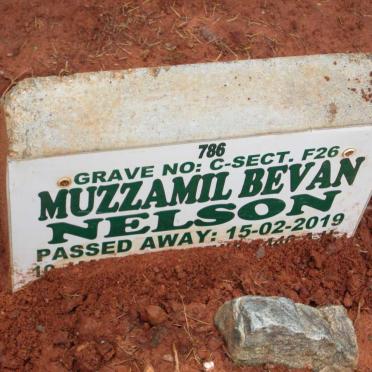 786
GRAVE NO: C-SECT. F26
MUZZAMIL BEVAN
NELSON
PASSED AWAY: 15-02-2019